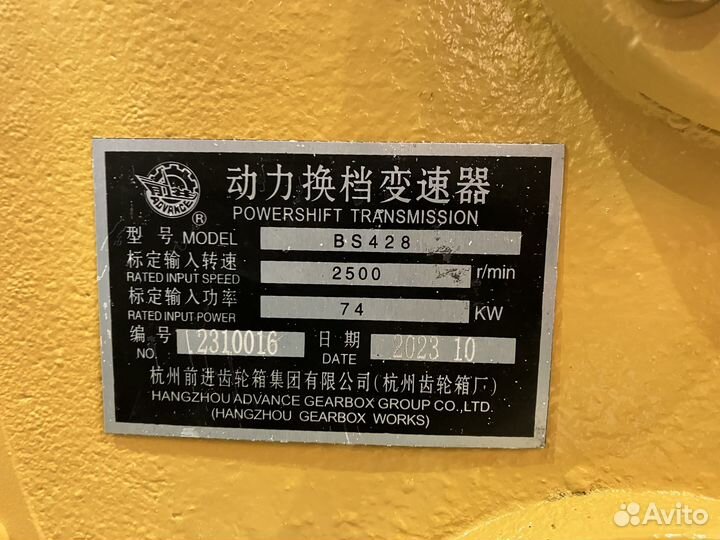 前进
ADVANCE
®
动力换档变速器
POWERSHIFT TRANSMISSION
型号 MODEL BS428
标定输入转速 RATED INPUT SPEED 2500 r/min
标定输入功率 RATED INPUT POWER 74 KW
编号 NO. 2310016 日期 DATE 2023 10
杭州前进齿轮箱集团有限公司(杭州齿轮箱厂)
HANGZHOU ADVANCE GEARBOX GROUP CO.,LTD.
(HANGZHOU GEARBOX WORKS)
Avito